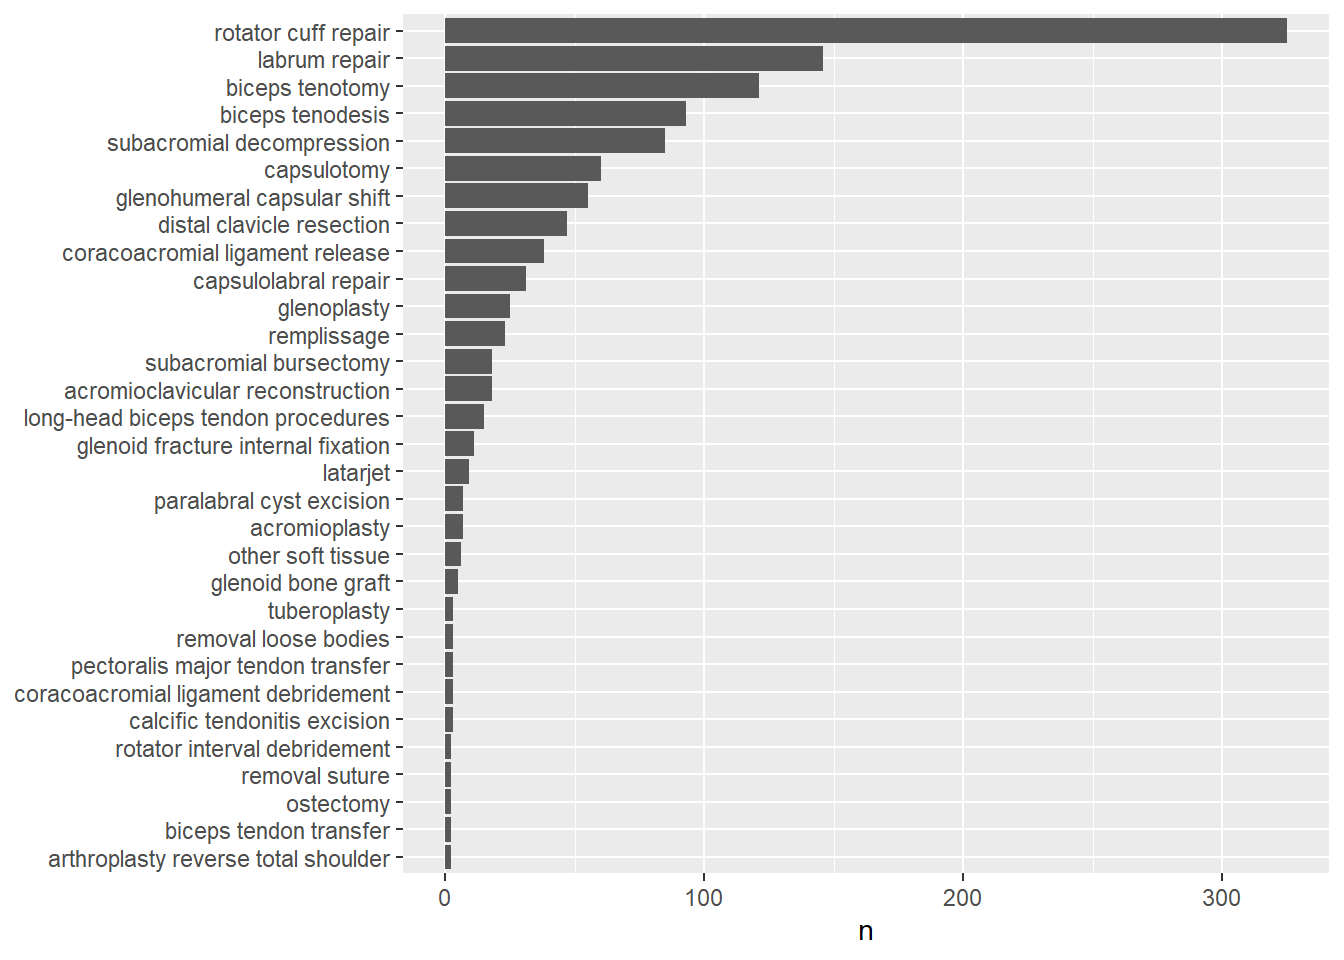 rotator cuff repair
labrum repair
biceps tenotomy
biceps tenodesis
subacromial decompression
capsulotomy
glenohumeral capsular shift
distal clavicle resection
coracoacromial ligament release
capsulolabral repair
glenoplasty
remplissage
subacromial bursectomy
acromioclavicular reconstruction
long-head biceps tendon procedures
glenoid fracture internal fixation
latarjet
paralabral cyst excision
acromioplasty
other soft tissue
glenoid bone graft
tuberoplasty
removal loose bodies
pectoralis major tendon transfer
coracoacromial ligament debridement
calcific tendonitis excision
rotator interval debridement
removal suture
ostectomy
biceps tendon transfer
arthroplasty reverse total shoulder
0 100 200 300
n